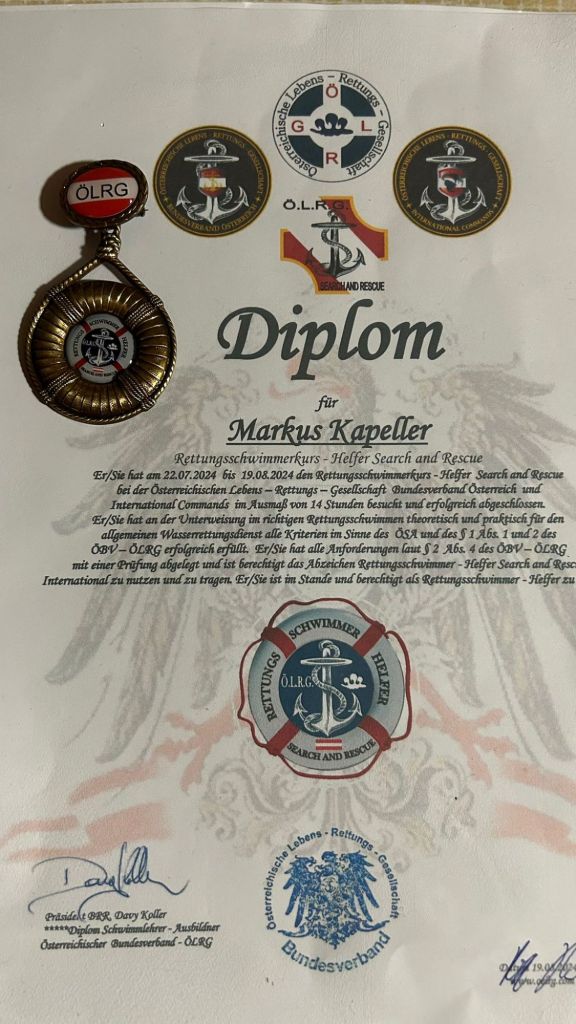 Österreichische Lebens - Rettungs - Gesellschaft
Ö
G L
R
ÖSTERREICHISCHE LEBENS - RETTUNGS - GESELLSCHAFT
BUNDESVERBAND ÖSTERREICH
ÖSTERREICHISCHE LEBENS - RETTUNGS - GESELLSCHAFT
INTERNATIONAL COMMANDS
ÖLRG
Ö.L.R.G.
SEARCH AND RESCUE
RETTUNGS SCHWIMMER HELFER
SEARCH AND RESCUE
Diplom
für
Markus Kapeller
Rettungsschwimmerkurs - Helfer Search and Rescue
Er/Sie hat am 22.07.2024 bis 19.08.2024 den Rettungsschwimmerkurs - Helfer Search and Rescue
bei der Österreichischen Lebens – Rettungs – Gesellschaft Bundesverband Österreich und
International Commands im Ausmaß von 14 Stunden besucht und erfolgreich abgeschlossen.
Er/Sie hat an der Unterweisung im richtigen Rettungsschwimmen theoretisch und praktisch für den
allgemeinen Wasserrettungsdienst alle Kriterien im Sinne des ÖSA und des § 1 Abs. 1 und 2 des
ÖBV – ÖLRG erfolgreich erfüllt. Er/Sie hat alle Anforderungen laut § 2 Abs. 4 des ÖBV – ÖLRG
mit einer Prüfung abgelegt und ist berechtigt das Abzeichen Rettungsschwimmer - Helfer Search and Resc
International zu nutzen und zu tragen. Er/Sie ist im Stande und berechtigt als Rettungsschwimmer - Helfer zu
RETTUNGS SCHWIMMER HELFER
Ö.L.R.G.
SEARCH AND RESCUE
Österreichische Lebens - Rettungs - Gesellschaft
Bundesverband
Präsident BRR. Davy Koller
*****Diplom Schwimmlehrer - Ausbildner
Österreichischer Bundesverband - ÖLRG